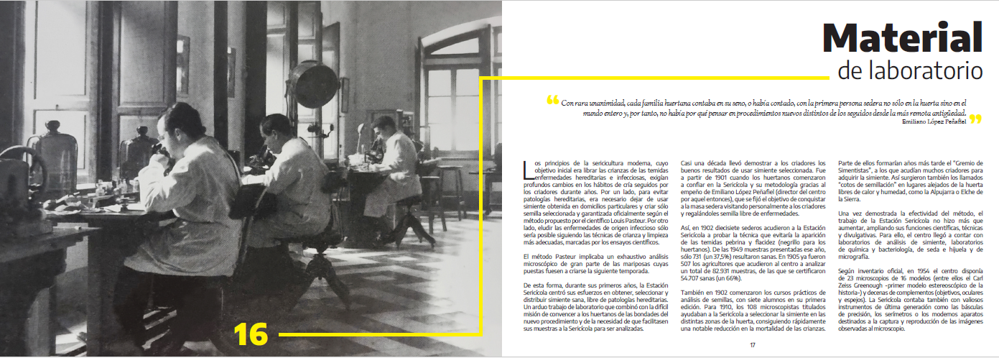 Material
de laboratorio
“ Con rara unanimidad, cada familia huertana contaba en su seno, o había contado, con la primera persona sedera no sólo en la huerta sino en el
mundo entero y, por tanto, no había por qué pensar en procedimientos nuevos distintos de los seguidos desde la más remota antigüedad. ”
Emiliano López Peñafiel
Los principios de la sericicultura moderna, cuyo
objetivo inicial era librar las crianzas de las temidas
enfermedades hereditarias e infecciosas, exigían
profundos cambios en los hábitos de cría seguidos por
los criadores durante años. Por un lado, para evitar
patologías hereditarias, era necesario dejar de usar
simiente obtenida en domicilios particulares y criar sólo
semilla seleccionada y garantizada oficialmente según el
método propuesto por el científico Louis Pasteur. Por otro
lado, eludir las enfermedades de origen infeccioso sólo
sería posible siguiendo las técnicas de crianza y limpieza
más adecuadas, marcadas por los ensayos científicos.
El método Pasteur implicaba un exhaustivo análisis
microscópico de gran parte de las mariposas cuyas
puestas fuesen a criarse la siguiente temporada.
De esta forma, durante sus primeros años, la Estación
Sericícola centró sus esfuerzos en obtener, seleccionar y
distribuir simiente sana, libre de patologías hereditarias.
Un arduo trabajo de laboratorio que combinó con la difícil
misión de convencer a los huertanos de las bondades del
nuevo procedimiento y de la necesidad de que facilitasen
sus muestras a la Sericícola para ser analizadas.
Casi una década llevó demostrar a los criadores los
buenos resultados de usar simiente seleccionada. Fue
a partir de 1901 cuando los huertanos comenzaron
a confiar en la Sericícola y su metodología gracias al
empeño de Emiliano López Peñafiel (director del centro
por aquel entonces), que se fijó el objetivo de conquistar
a la masa sedera visitando personalmente a los criadores
y regalándoles semilla libre de enfermedades.
Así, en 1902 diecisiete sederos acudieron a la Estación
Sericícola a probar la técnica que evitaría la aparición
de las temidas pebrina y flacidez (negrillo para los
huertanos). De las 1949 muestras presentadas ese año,
sólo 731 (un 37,5%) resultaron sanas. En 1905 ya fueron
507 los agricultores que acudieron al centro a analizar
un total de 82.931 muestras, de las que se certificaron
54.707 sanas (un 66%).
También en 1902 comenzaron los cursos prácticos de
análisis de semillas, con siete alumnos en su primera
edición. Para 1910, los 108 microscopistas titulados
ayudaban a la Sericícola a seleccionar la simiente en las
distintas zonas de la huerta, consiguiendo rápidamente
una notable reducción en la mortalidad de las crianzas.
Parte de ellos formarían años más tarde el “Gremio de
Simentistas”, a los que acudían muchos criadores para
adquirir la simiente. Así surgieron también los llamados
“cotos de semillación” en lugares alejados de la huerta
libres de calor y humedad, como la Alpujarra o Elche de
la Sierra.
Una vez demostrada la efectividad del método, el
trabajo de la Estación Sericícola no hizo más que
aumentar, ampliando sus funciones científicas, técnicas
y divulgativas. Para ello, el centro llegó a contar con
laboratorios de análisis de simiente, laboratorios
de química y bacteriología, de seda e hijuela y de
micrografía.
Según inventario oficial, en 1954 el centro disponía
de 23 microscopios de 16 modelos (entre ellos el Carl
Zeiss Greenough -primer modelo estereoscópico de la
historia-) y decenas de complementos (objetivos, oculares
y espejos). La Sericícola contaba también con valiosos
instrumentos de última generación como las básculas
de precisión, los serímetros o los modernos aparatos
destinados a la captura y reproducción de las imágenes
observadas al microscopio.
16
17